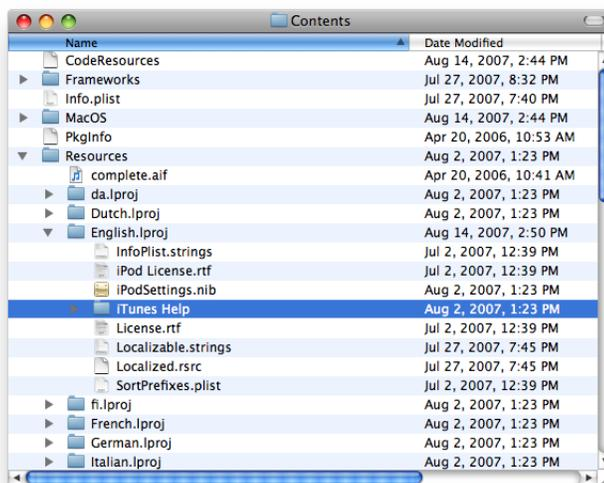 Contents
Name Date Modified
CodeResources Aug 14, 2007, 2:44 PM
Frameworks Jul 27, 2007, 8:32 PM
Info.plist Jul 27, 2007, 7:40 PM
MacOS Aug 14, 2007, 2:44 PM
PkgInfo Apr 20, 2006, 10:53 AM
Resources Aug 2, 2007, 1:23 PM
complete.aif Apr 20, 2006, 10:41 AM
da.lproj Aug 2, 2007, 1:23 PM
Dutch.lproj Aug 2, 2007, 1:23 PM
English.lproj Aug 14, 2007, 2:50 PM
InfoPlist.strings Jul 2, 2007, 12:39 PM
iPod License.rtf Jul 2, 2007, 12:39 PM
iPodSettings.nib Aug 2, 2007, 1:23 PM
iTunes Help Aug 2, 2007, 1:23 PM
License.rtf Jul 2, 2007, 12:39 PM
Localizable.strings Jul 27, 2007, 7:45 PM
Localized.rsrc Jul 27, 2007, 7:45 PM
SortPrefixes.plist Jul 2, 2007, 12:39 PM
fi.lproj Aug 2, 2007, 1:23 PM
French.lproj Aug 2, 2007, 1:23 PM
German.lproj Aug 2, 2007, 1:23 PM
Italian.lproj Aug 2, 2007, 1:23 PM